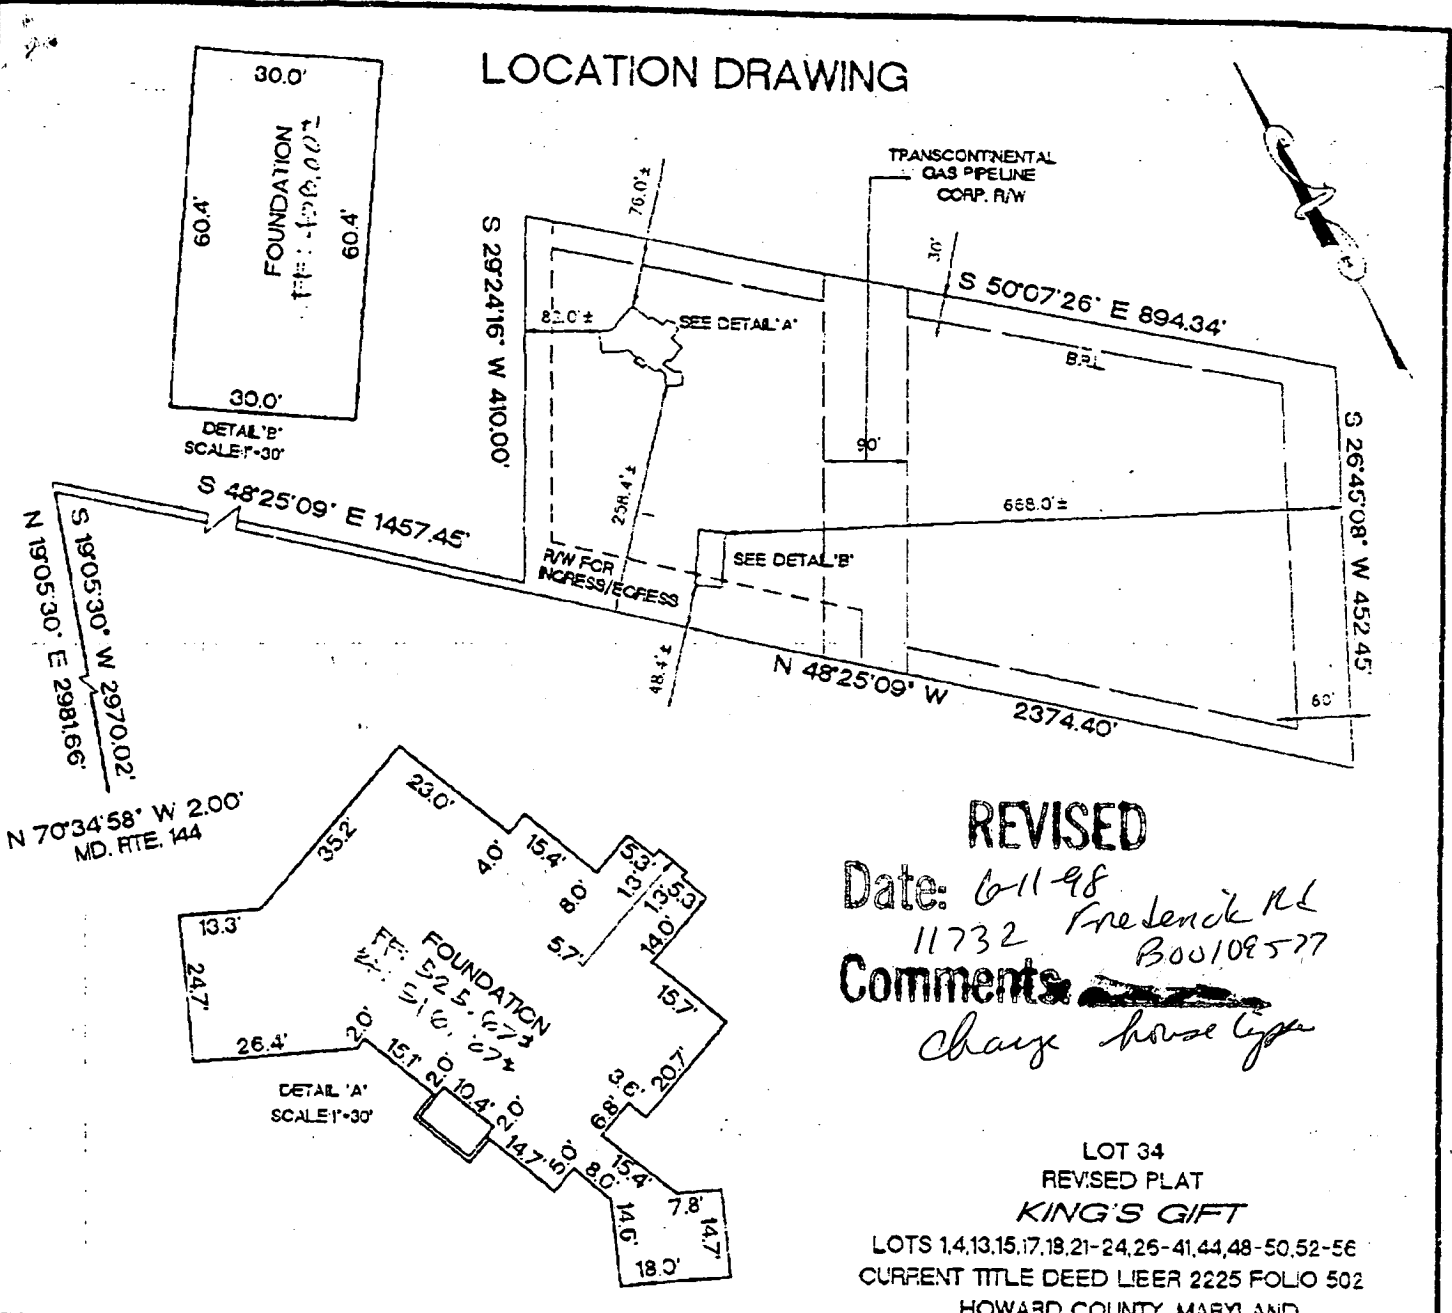 LOCATION DRAWING
30.0'
60.4'
FOUNDATION
60.4'
30.0'
DETAIL 'B'
SCALE:1"=30'
TRANSCONTINENTAL
GAS PIPELINE
CORP. R/W
76.0'±
30'
S 50°07'26" E 894.34'
S 29°24'16" W 410.00'
82.0'±
SEE DETAIL 'A'
B.R.L.
90'
S 26°45'08" W 452.45'
258.4'±
668.0'±
S 48°25'09" E 1457.45'
R/W FOR
INGRESS/EGRESS
SEE DETAIL 'B'
48.4'±
N 48°25'09" W
2374.40'
60'
S 19°05'30" W 2970.02'
N 19°05'30" E 2981.66'
N 70°34'58" W 2.00'
MD. RTE. 144
23.0'
35.2'
4.0'
15.4'
8.0'
5.3'
1.3'
1.3'
5.3'
5.7'
14.0'
13.3'
24.7'
26.4'
2.0'
FOUNDATION
FF: 525.67±
516.67±
15.7'
20.7'
3.6'
6.8'
15.1'
2.0'
10.4'
2.0'
14.7'
5.0'
8.0'
15.4'
7.8'
14.6'
14.7'
18.0'
DETAIL 'A'
SCALE:1"=30'
REVISED
Date: 6-11-98
11732 Frederick Rd
B00109577
Comments:
Change house type
LOT 34
REVISED PLAT
KING'S GIFT
LOTS 1,4,13,15,17,18,21-24,26-41,44,48-50,52-56
CURRENT TITLE DEED LIBER 2225 FOLIO 502
HOWARD COUNTY, MARYLAND